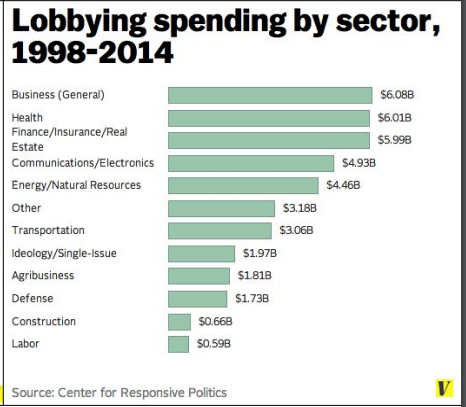 Lobbying spending by sector,
1998-2014
Business (General) $6.08B
Health $6.01B
Finance/Insurance/Real
Estate $5.99B
Communications/Electronics $4.93B
Energy/Natural Resources $4.46B
Other $3.18B
Transportation $3.06B
Ideology/Single-Issue $1.97B
Agribusiness $1.81B
Defense $1.73B
Construction $0.66B
Labor $0.59B
Source: Center for Responsive Politics
V